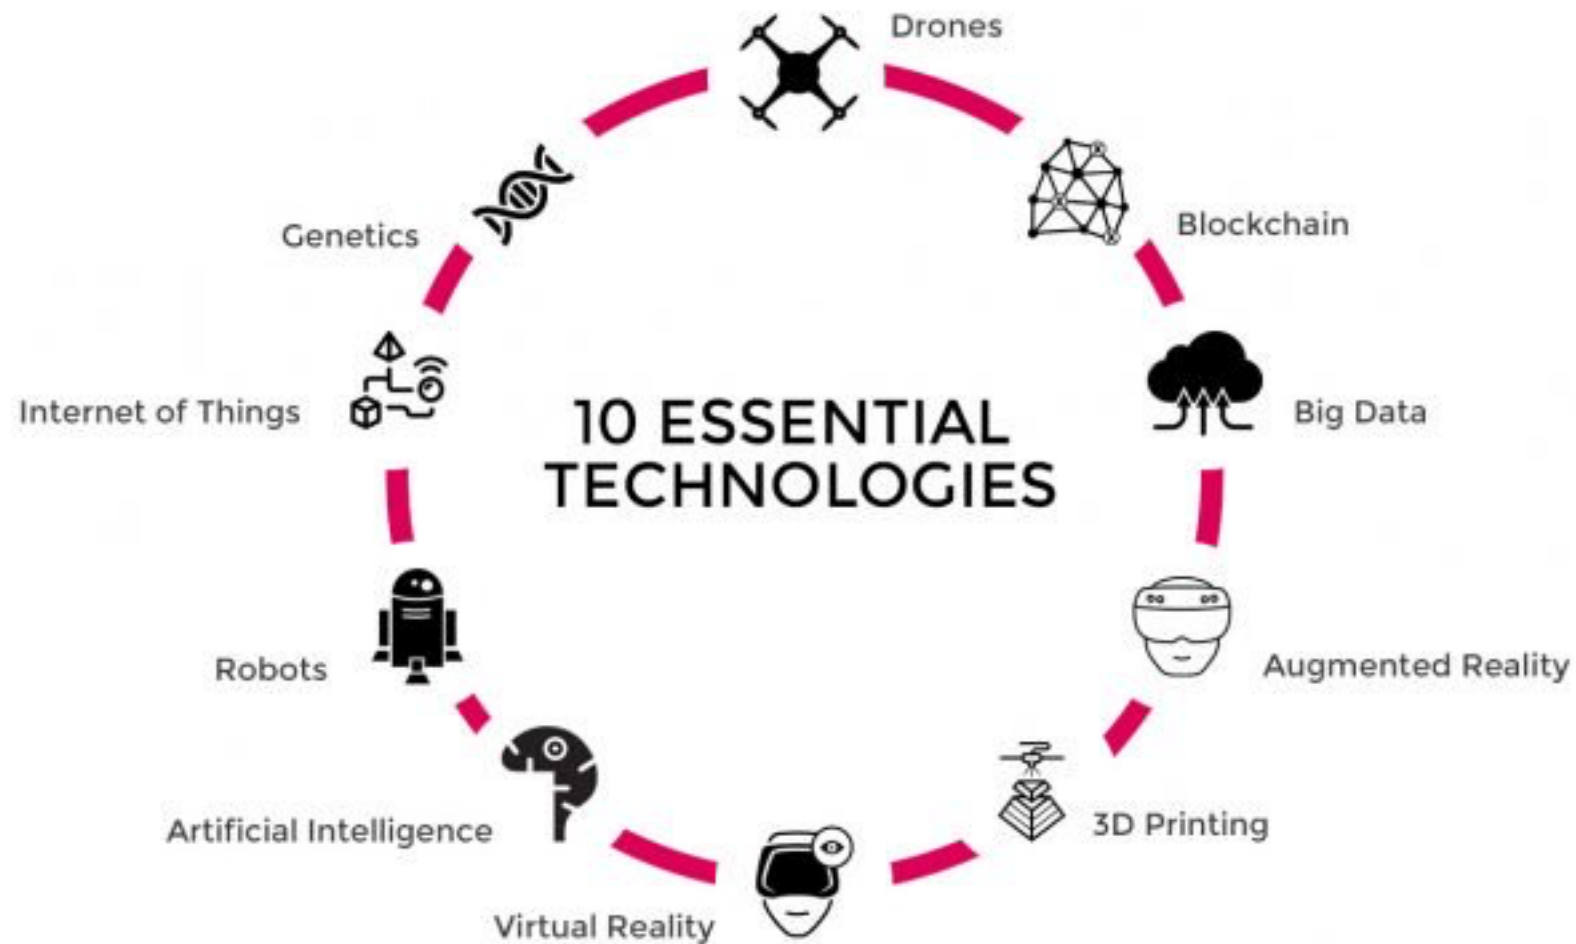 Drones
Blockchain
Genetics
Internet of Things
10 ESSENTIAL
TECHNOLOGIES
Big Data
Robots
Augmented Reality
Artificial Intelligence
3D Printing
Virtual Reality